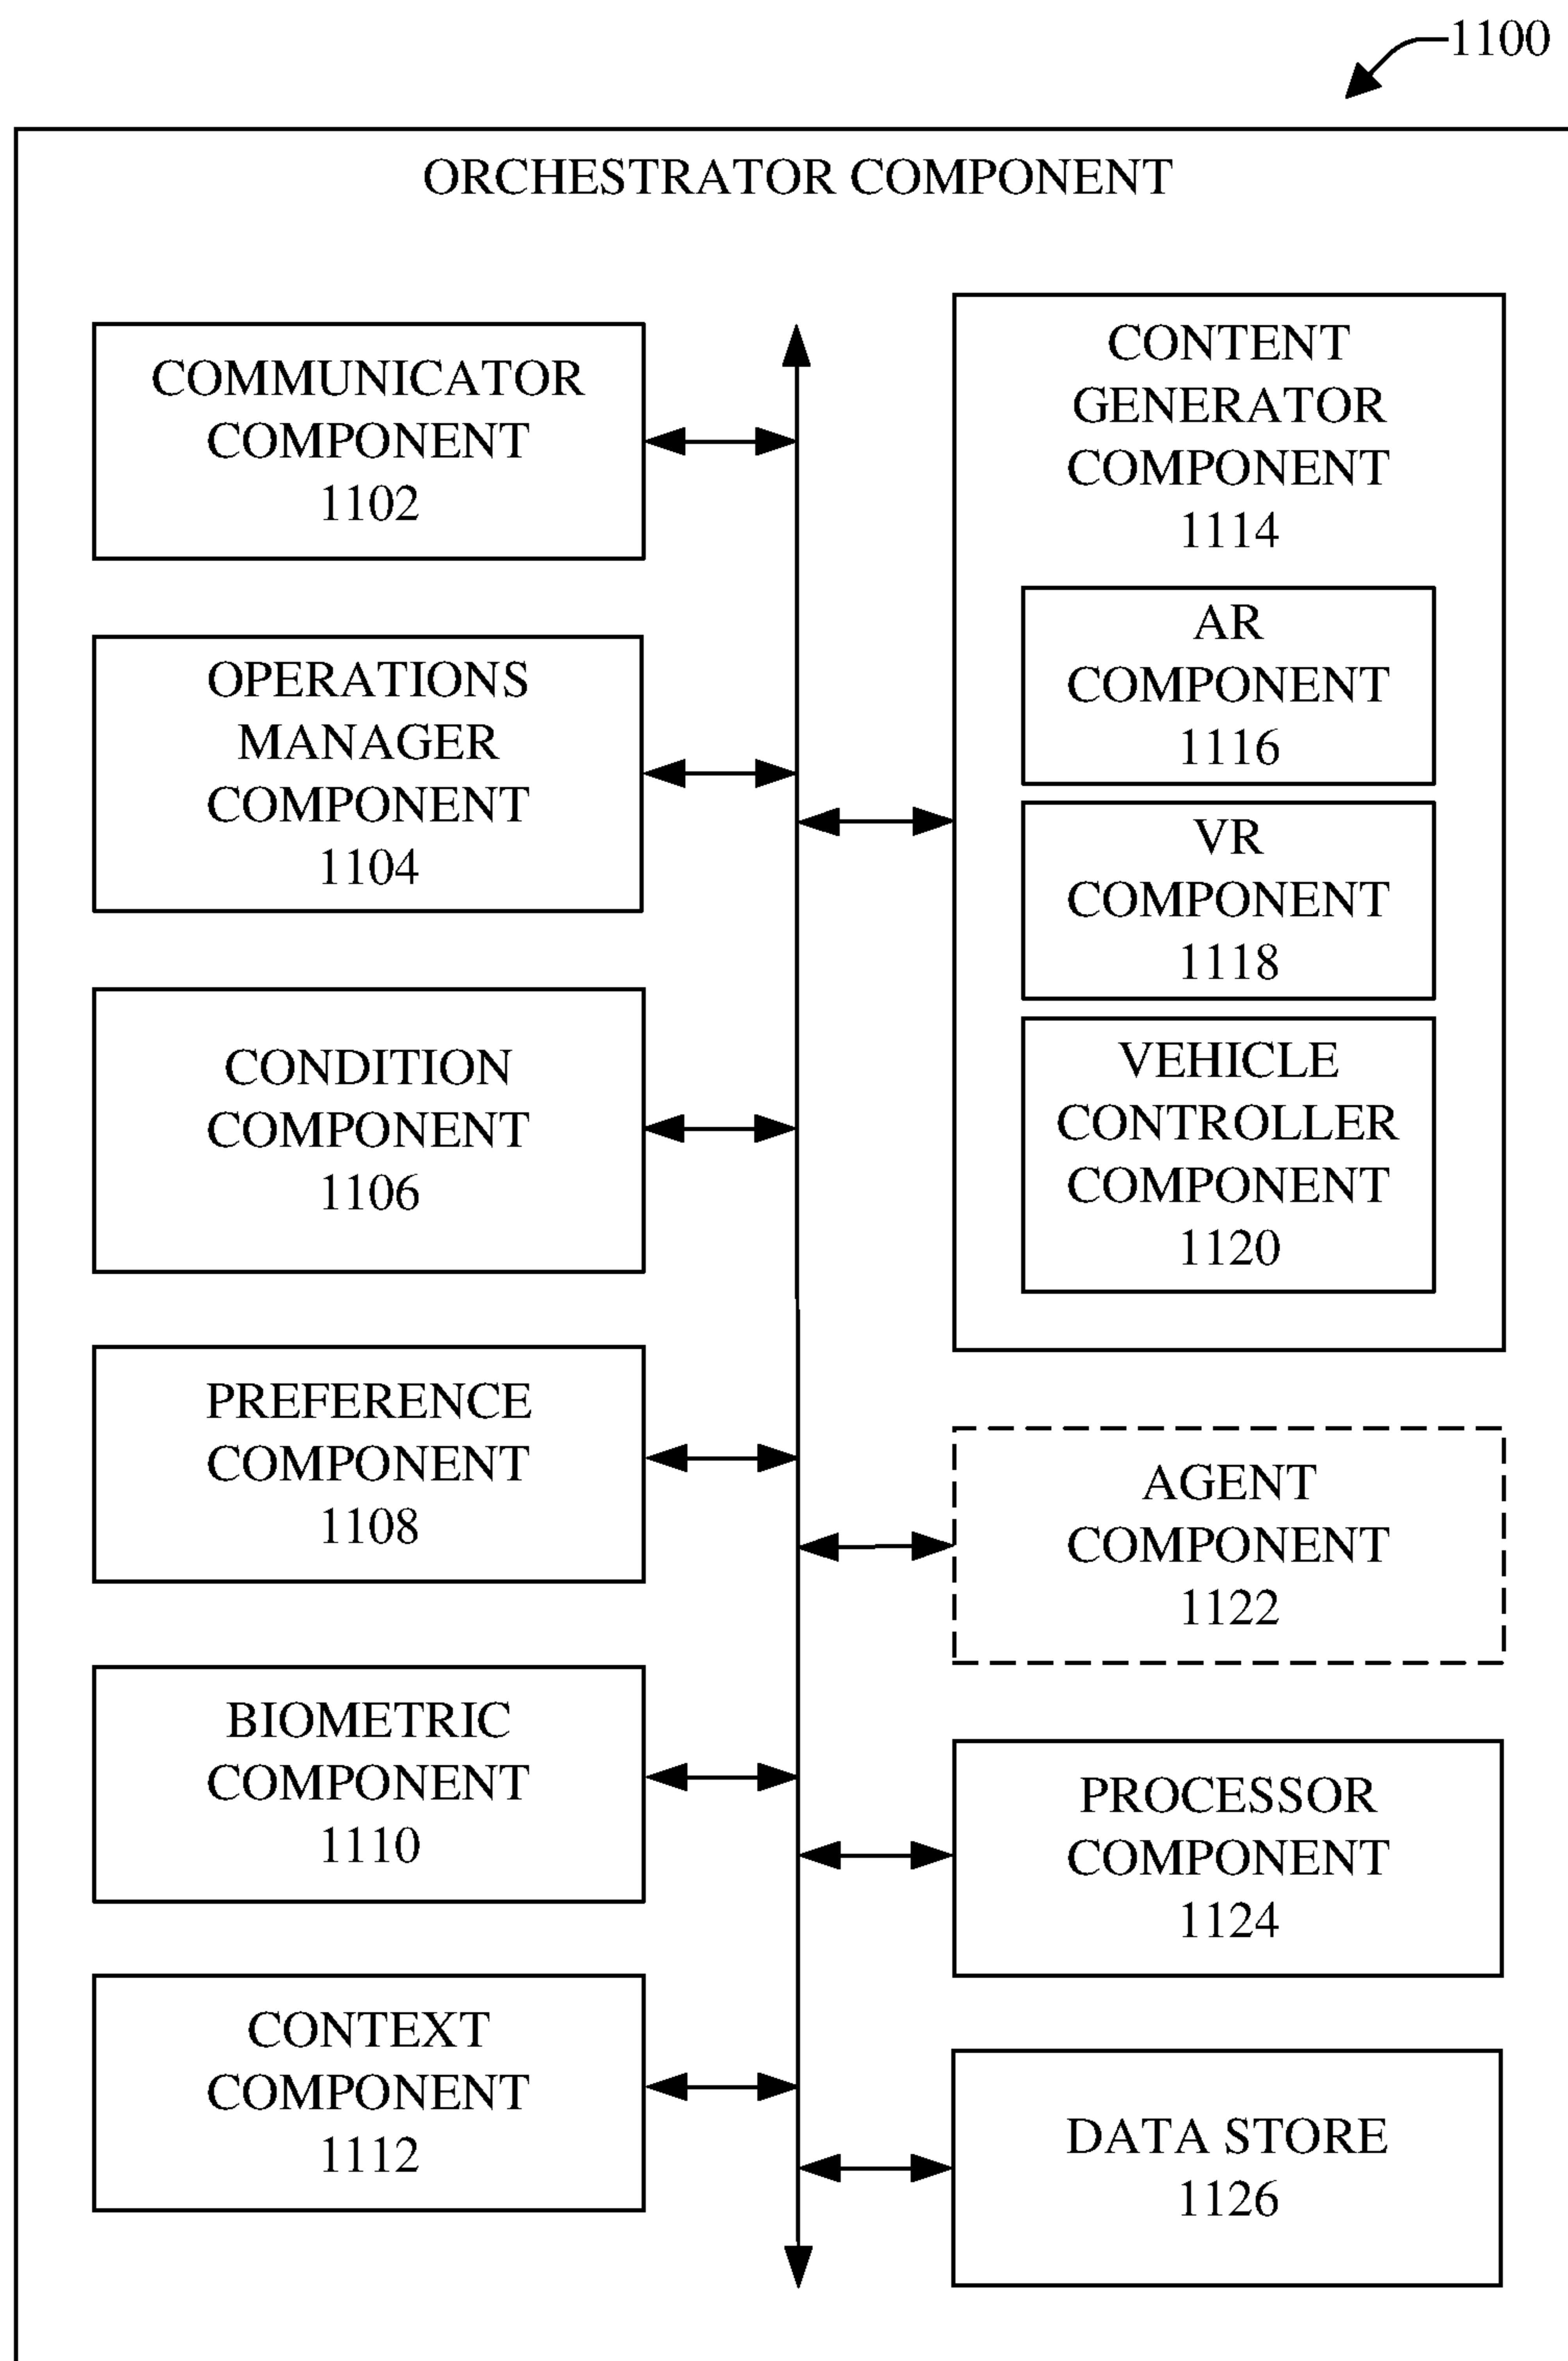 1100
ORCHESTRATOR COMPONENT
COMMUNICATOR
COMPONENT
1102
OPERATIONS
MANAGER
COMPONENT
1104
CONDITION
COMPONENT
1106
PREFERENCE
COMPONENT
1108
BIOMETRIC
COMPONENT
1110
CONTEXT
COMPONENT
1112
CONTENT
GENERATOR
COMPONENT
1114
AR
COMPONENT
1116
VR
COMPONENT
1118
VEHICLE
CONTROLLER
COMPONENT
1120
AGENT
COMPONENT
1122
PROCESSOR
COMPONENT
1124
DATA STORE
1126